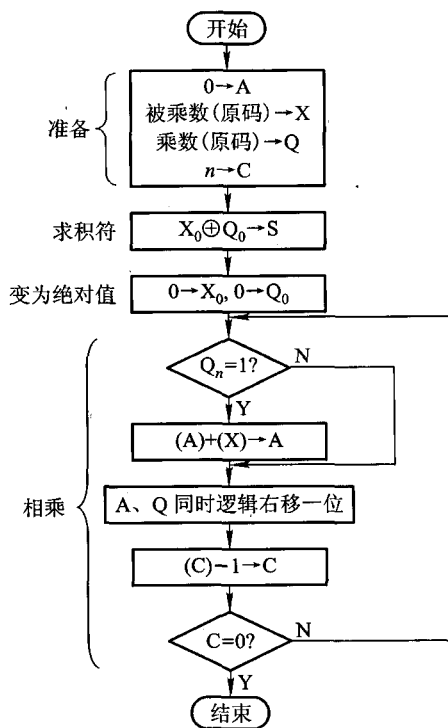 开始
准备
0→A
被乘数(原码)→X
乘数(原码)→Q
n→C
求积符
X₀⊕Q₀→S
变为绝对值
0→X₀, 0→Q₀
相乘
Qₙ=1?
N
Y
(A)+(X)→A
A、Q 同时逻辑右移一位
(C)−1→C
C=0?
N
Y
结束